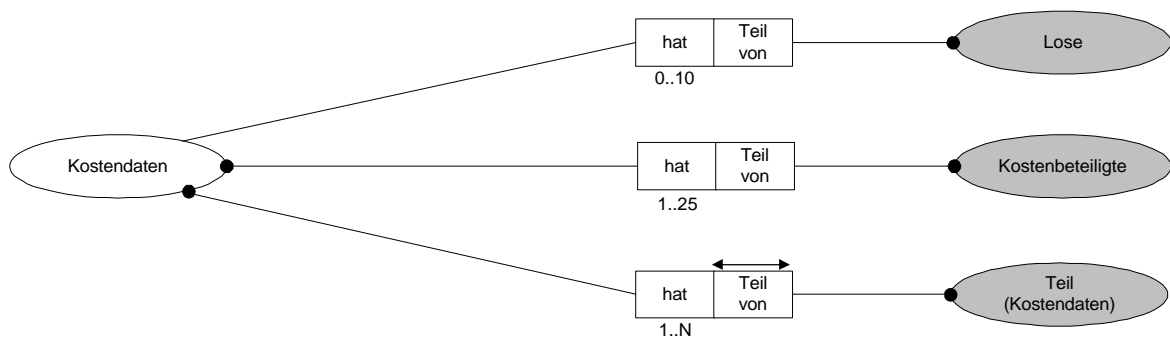 hat
Teil
von
Lose
0..10
Kostendaten
hat
Teil
von
Kostenbeteiligte
1..25
hat
Teil
von
Teil
(Kostendaten)
1..N